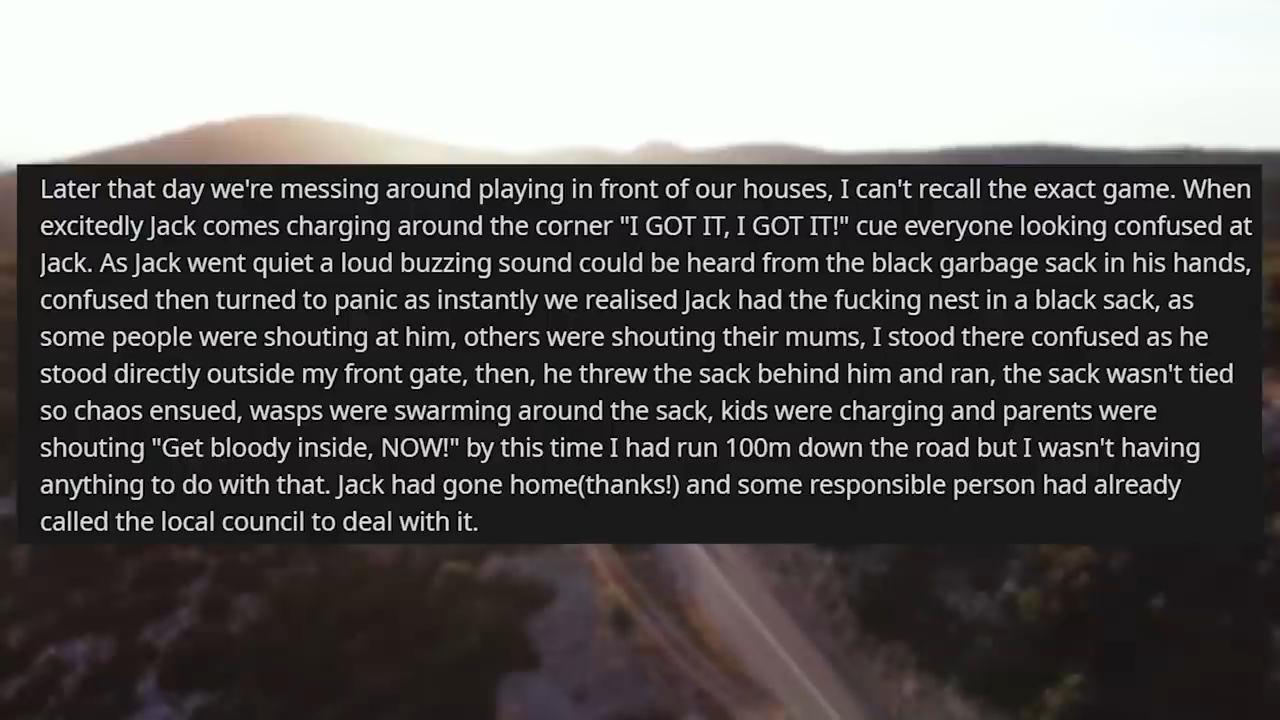 Later that day we're messing around playing in front of our houses, I can't recall the exact game. When
excitedly Jack comes charging around the corner "I GOT IT, I GOT IT!" cue everyone looking confused at
Jack. As Jack went quiet a loud buzzing sound could be heard from the black garbage sack in his hands,
confused then turned to panic as instantly we realised Jack had the fucking nest in a black sack, as
some people were shouting at him, others were shouting their mums, I stood there confused as he
stood directly outside my front gate, then, he threw the sack behind him and ran, the sack wasn't tied
so chaos ensued, wasps were swarming around the sack, kids were charging and parents were
shouting "Get bloody inside, NOW!" by this time I had run 100m down the road but I wasn't having
anything to do with that. Jack had gone home(thanks!) and some responsible person had already
called the local council to deal with it.